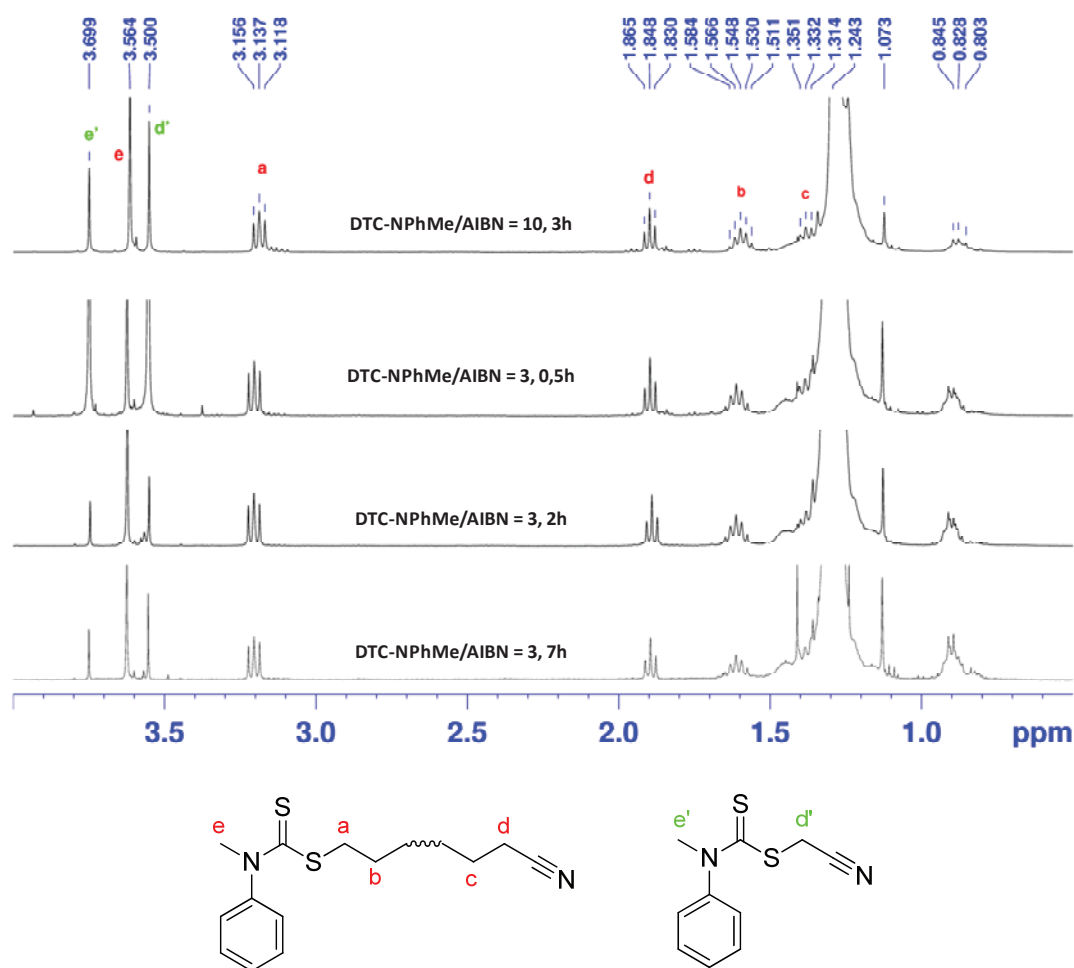 3.699 3.564 3.500 3.156 3.137 3.118 1.865 1.848 1.830 1.584 1.566 1.548 1.530 1.511 1.351 1.332 1.314 1.243 1.073 0.845 0.828 0.803
e' e d' a d b c
DTC-NPhMe/AIBN = 10, 3h
DTC-NPhMe/AIBN = 3, 0,5h
DTC-NPhMe/AIBN = 3, 2h
DTC-NPhMe/AIBN = 3, 7h
3.5 3.0 2.5 2.0 1.5 1.0 ppm
S S
e a d e' d'
N S N N S N
b c